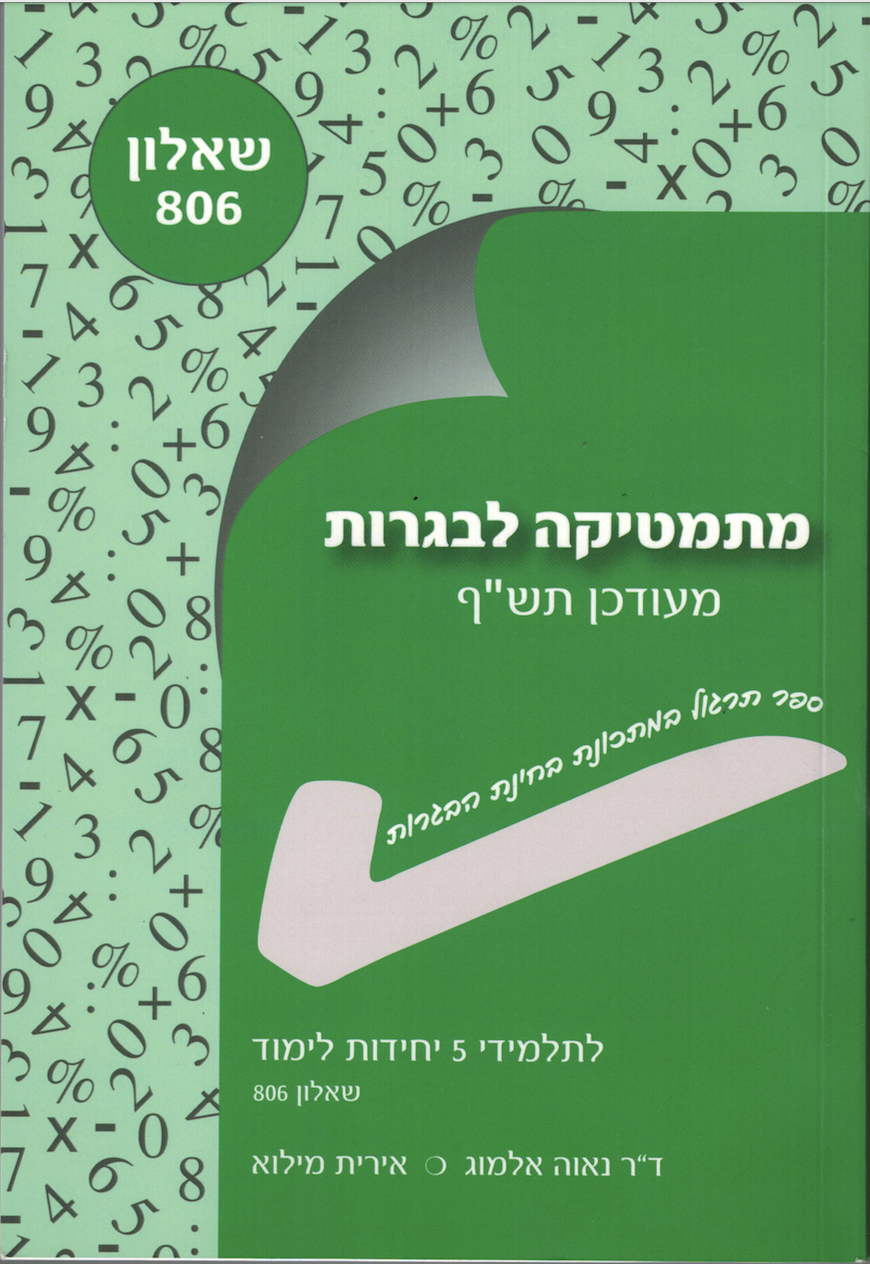 שאלון
806
מתמטיקה לבגרות
מעודכן תש"ף
ספר תרגול במתכונת בחינת הבגרות
לתלמידי 5 יחידות לימוד
שאלון 806
ד"ר נאוה אלמוג ○ אירית מילוא